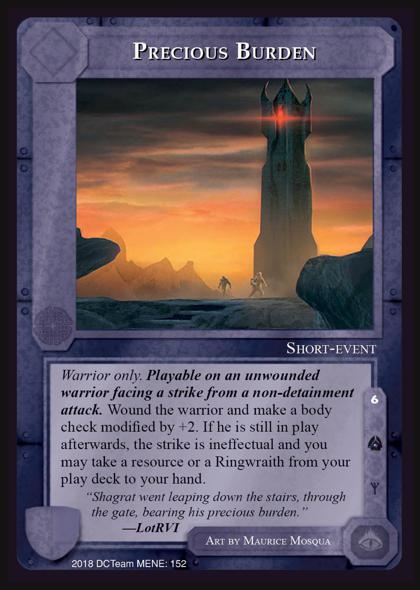 PRECIOUS BURDEN
SHORT-EVENT
Warrior only. Playable on an unwounded
warrior facing a strike from a non-detainment
attack. Wound the warrior and make a body
check modified by +2. If he is still in play
afterwards, the strike is ineffectual and you
may take a resource or a Ringwraith from your
play deck to your hand.
“Shagrat went leaping down the stairs, through
the gate, bearing his precious burden.”
—LotRVI
6
ART BY MAURICE MOSQUA
2018 DCTeam MENE: 152